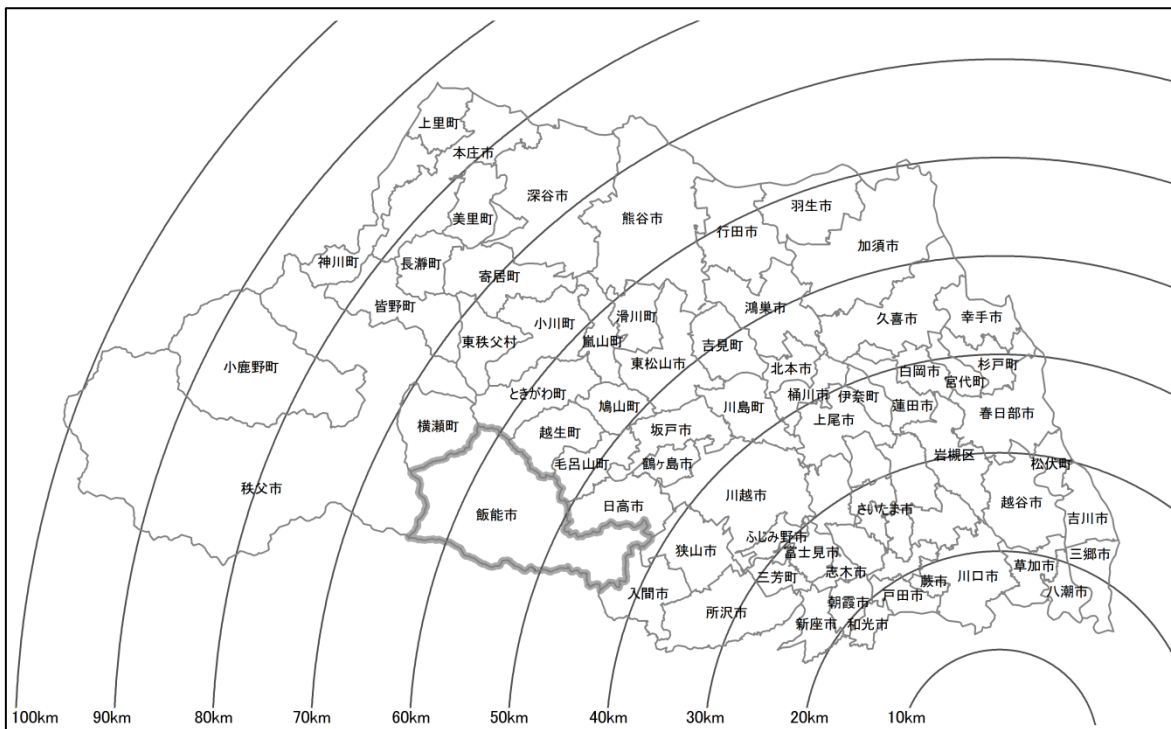 上里町
本庄市
深谷市
美里町
熊谷市
羽生市
行田市
加須市
神川町
長瀞町
寄居町
皆野町
鴻巣市
小川町
滑川町
久喜市
幸手市
東秩父村
嵐山町
吉見町
東松山市
小鹿野町
北本市
白岡市
杉戸町
宮代町
ときがわ町
鳩山町
川島町
桶川市
伊奈町
蓮田市
春日部市
上尾市
横瀬町
越生町
坂戸市
毛呂山町
鶴ヶ島市
岩槻区
松伏町
秩父市
川越市
飯能市
日高市
さいたま市
越谷市
吉川市
ふじみ野市
狭山市
富士見市
三郷市
三芳町
志木市
川口市
草加市
蕨市
入間市
戸田市
八潮市
朝霞市
所沢市
新座市
和光市
100km 90km 80km 70km 60km 50km 40km 30km 20km 10km